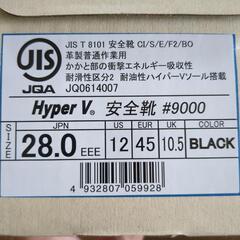 JIS
JQA
JIS T 8101 安全靴 CI/S/E/F2/BO
革製普通作業用
かかと部の衝撃エネルギー吸収性
耐滑性区分2 耐油性ハイパーVソール搭載
JQ0614007
Hyper V® 安全靴 #9000
SIZE
JPN US EUR UK COLOR
28.0 EEE 12 45 10.5 BLACK
4 932807 059928